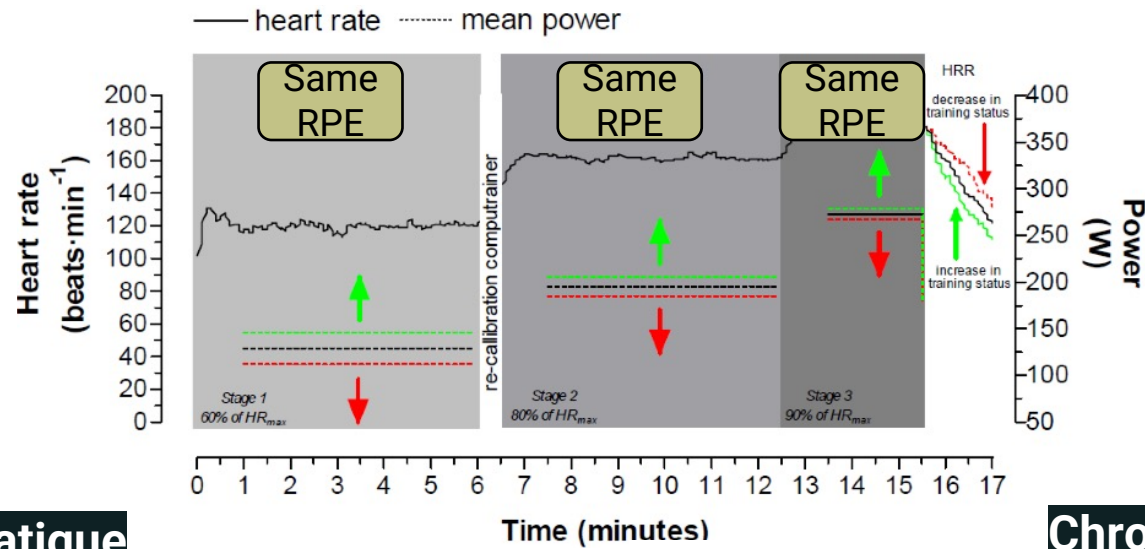 heart rate mean power
Same RPE
Same RPE
Same RPE
HRR
decrease in
training status
increase in
training status
Heart rate
(beats·min⁻¹)
200
180
160
140
120
100
80
60
40
20
0
Stage 1
60% of HRmax
re-callibration computrainer
Stage 2
80% of HRmax
Stage 3
90% of HRmax
400
350
300
250
200
150
100
50
Power
(W)
0 1 2 3 4 5 6 7 8 9 10 11 12 13 14 15 16 17
Time (minutes)
atigue
Chro